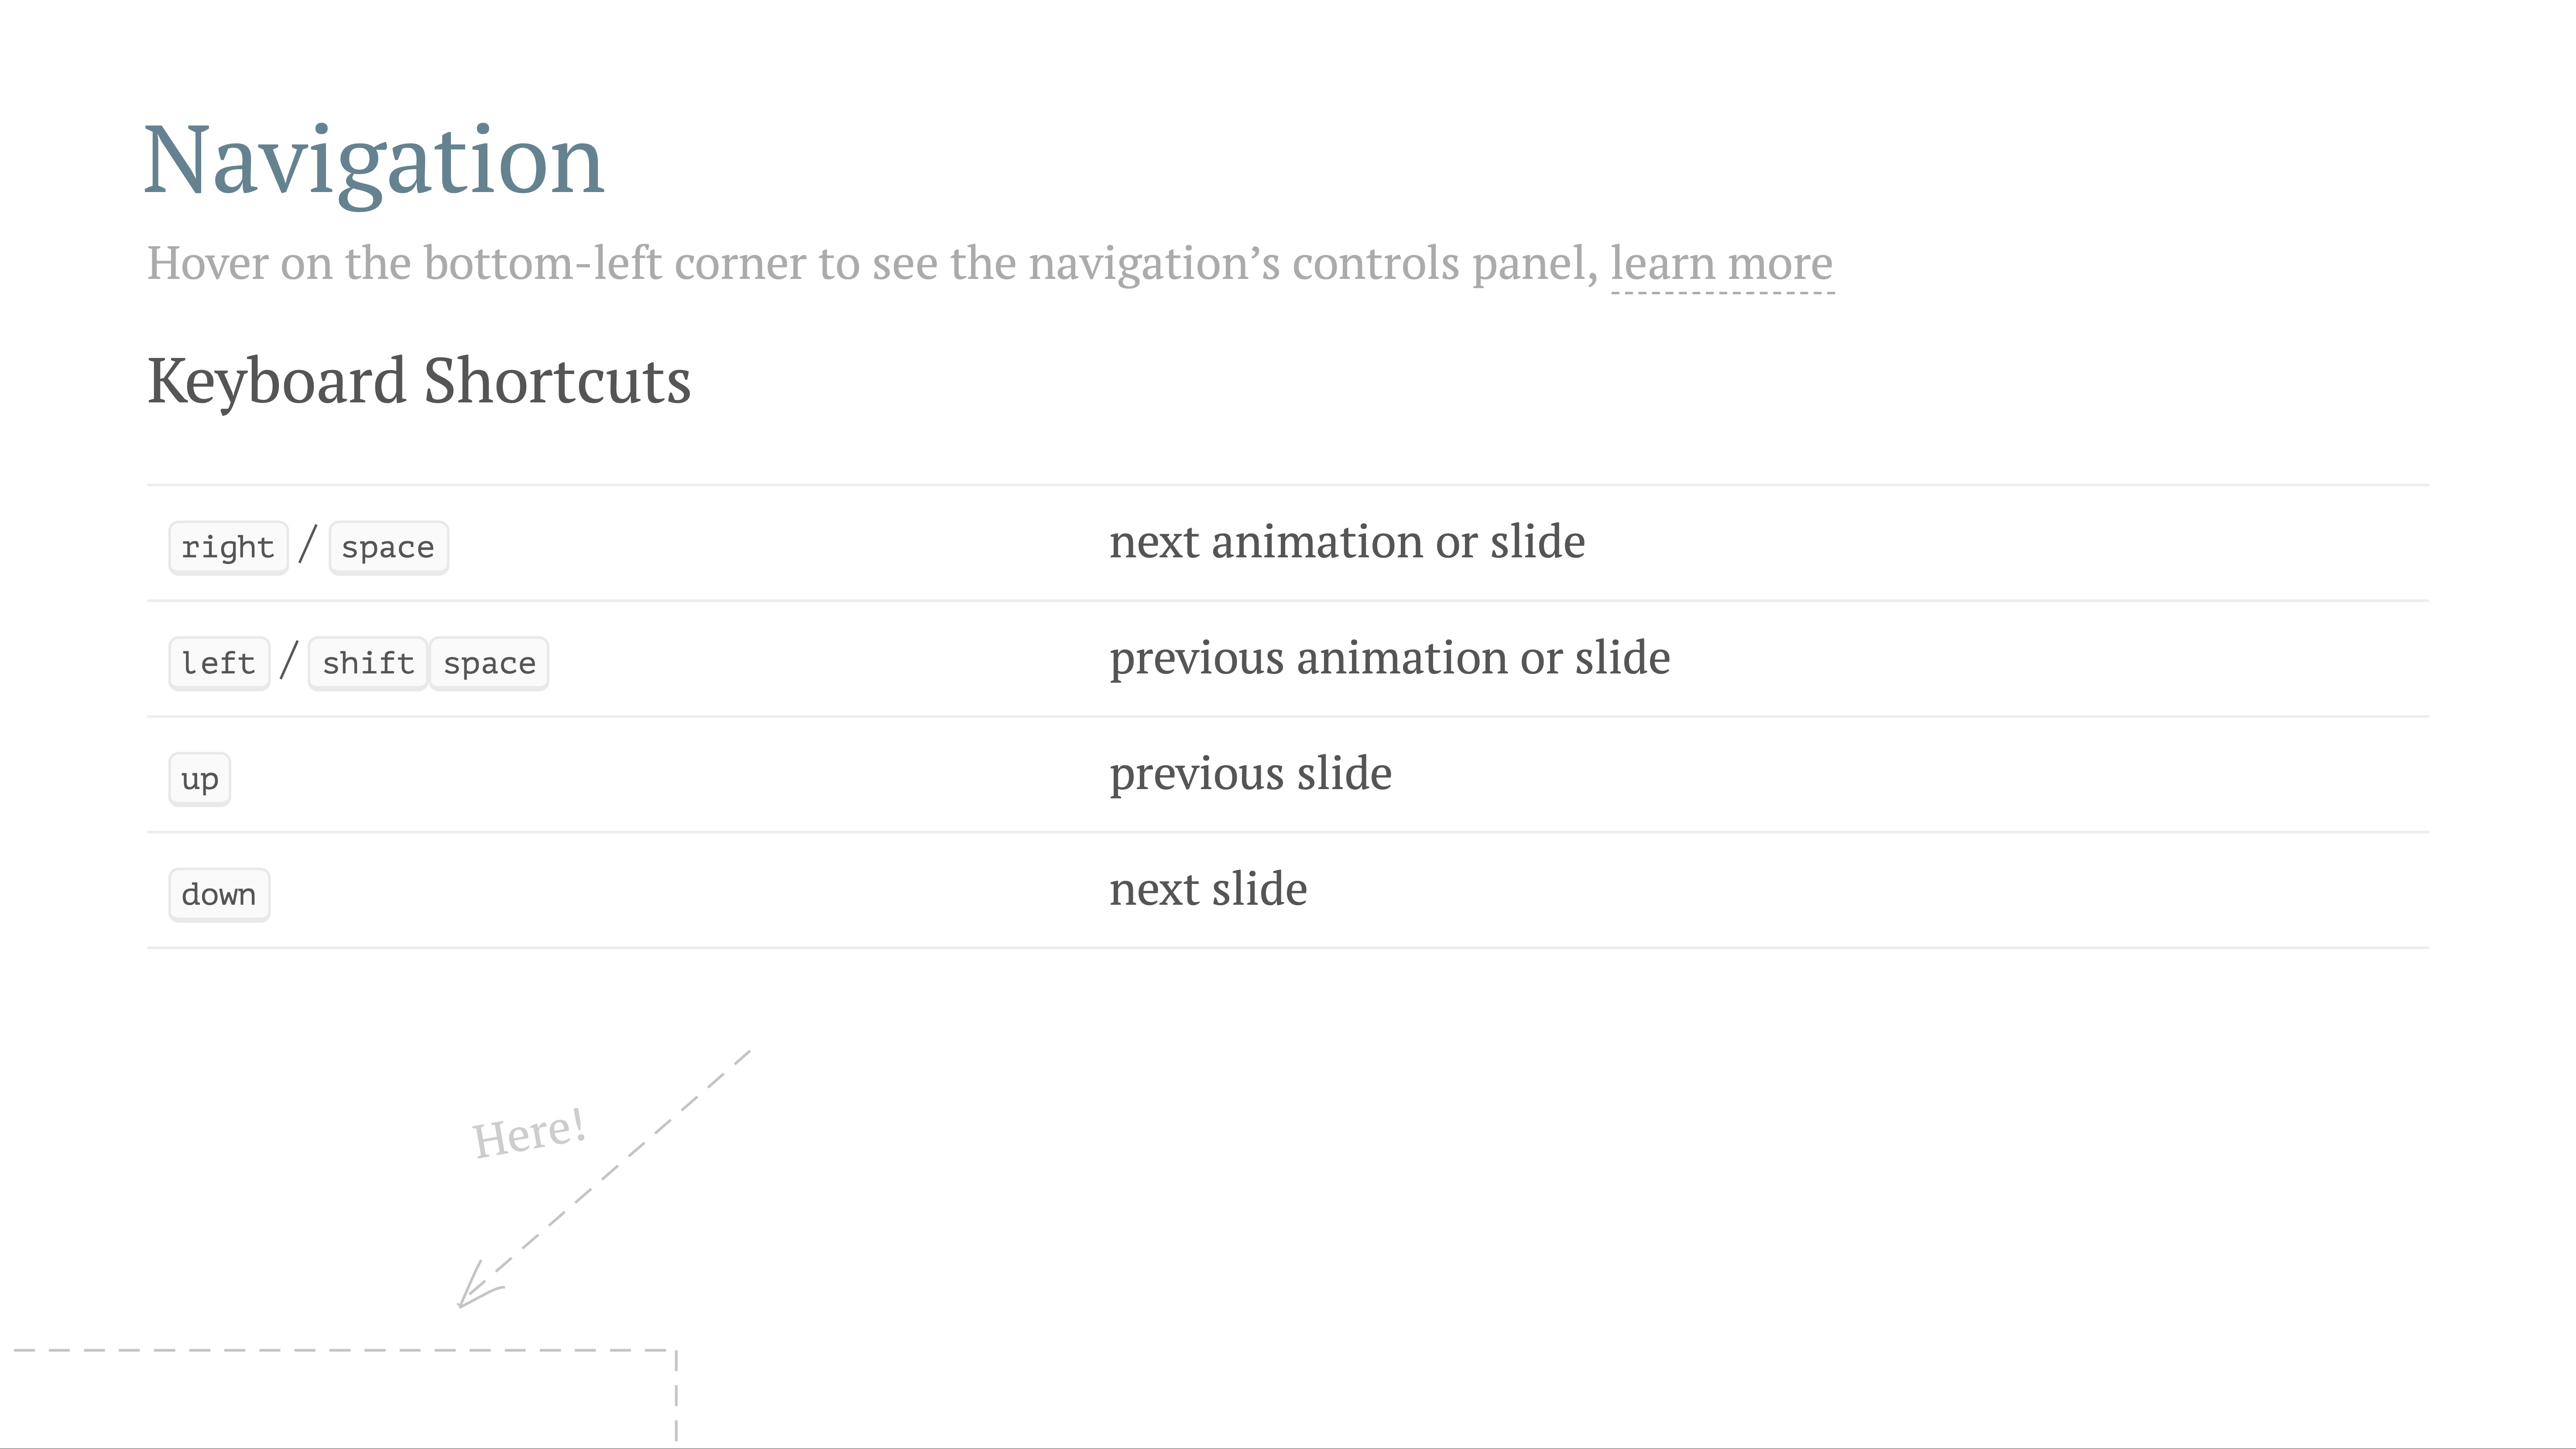 Navigation
Hover on the bottom-left corner to see the navigation’s controls panel, learn more
Keyboard Shortcuts
right / space next animation or slide
left / shift space previous animation or slide
up previous slide
down next slide
Here!